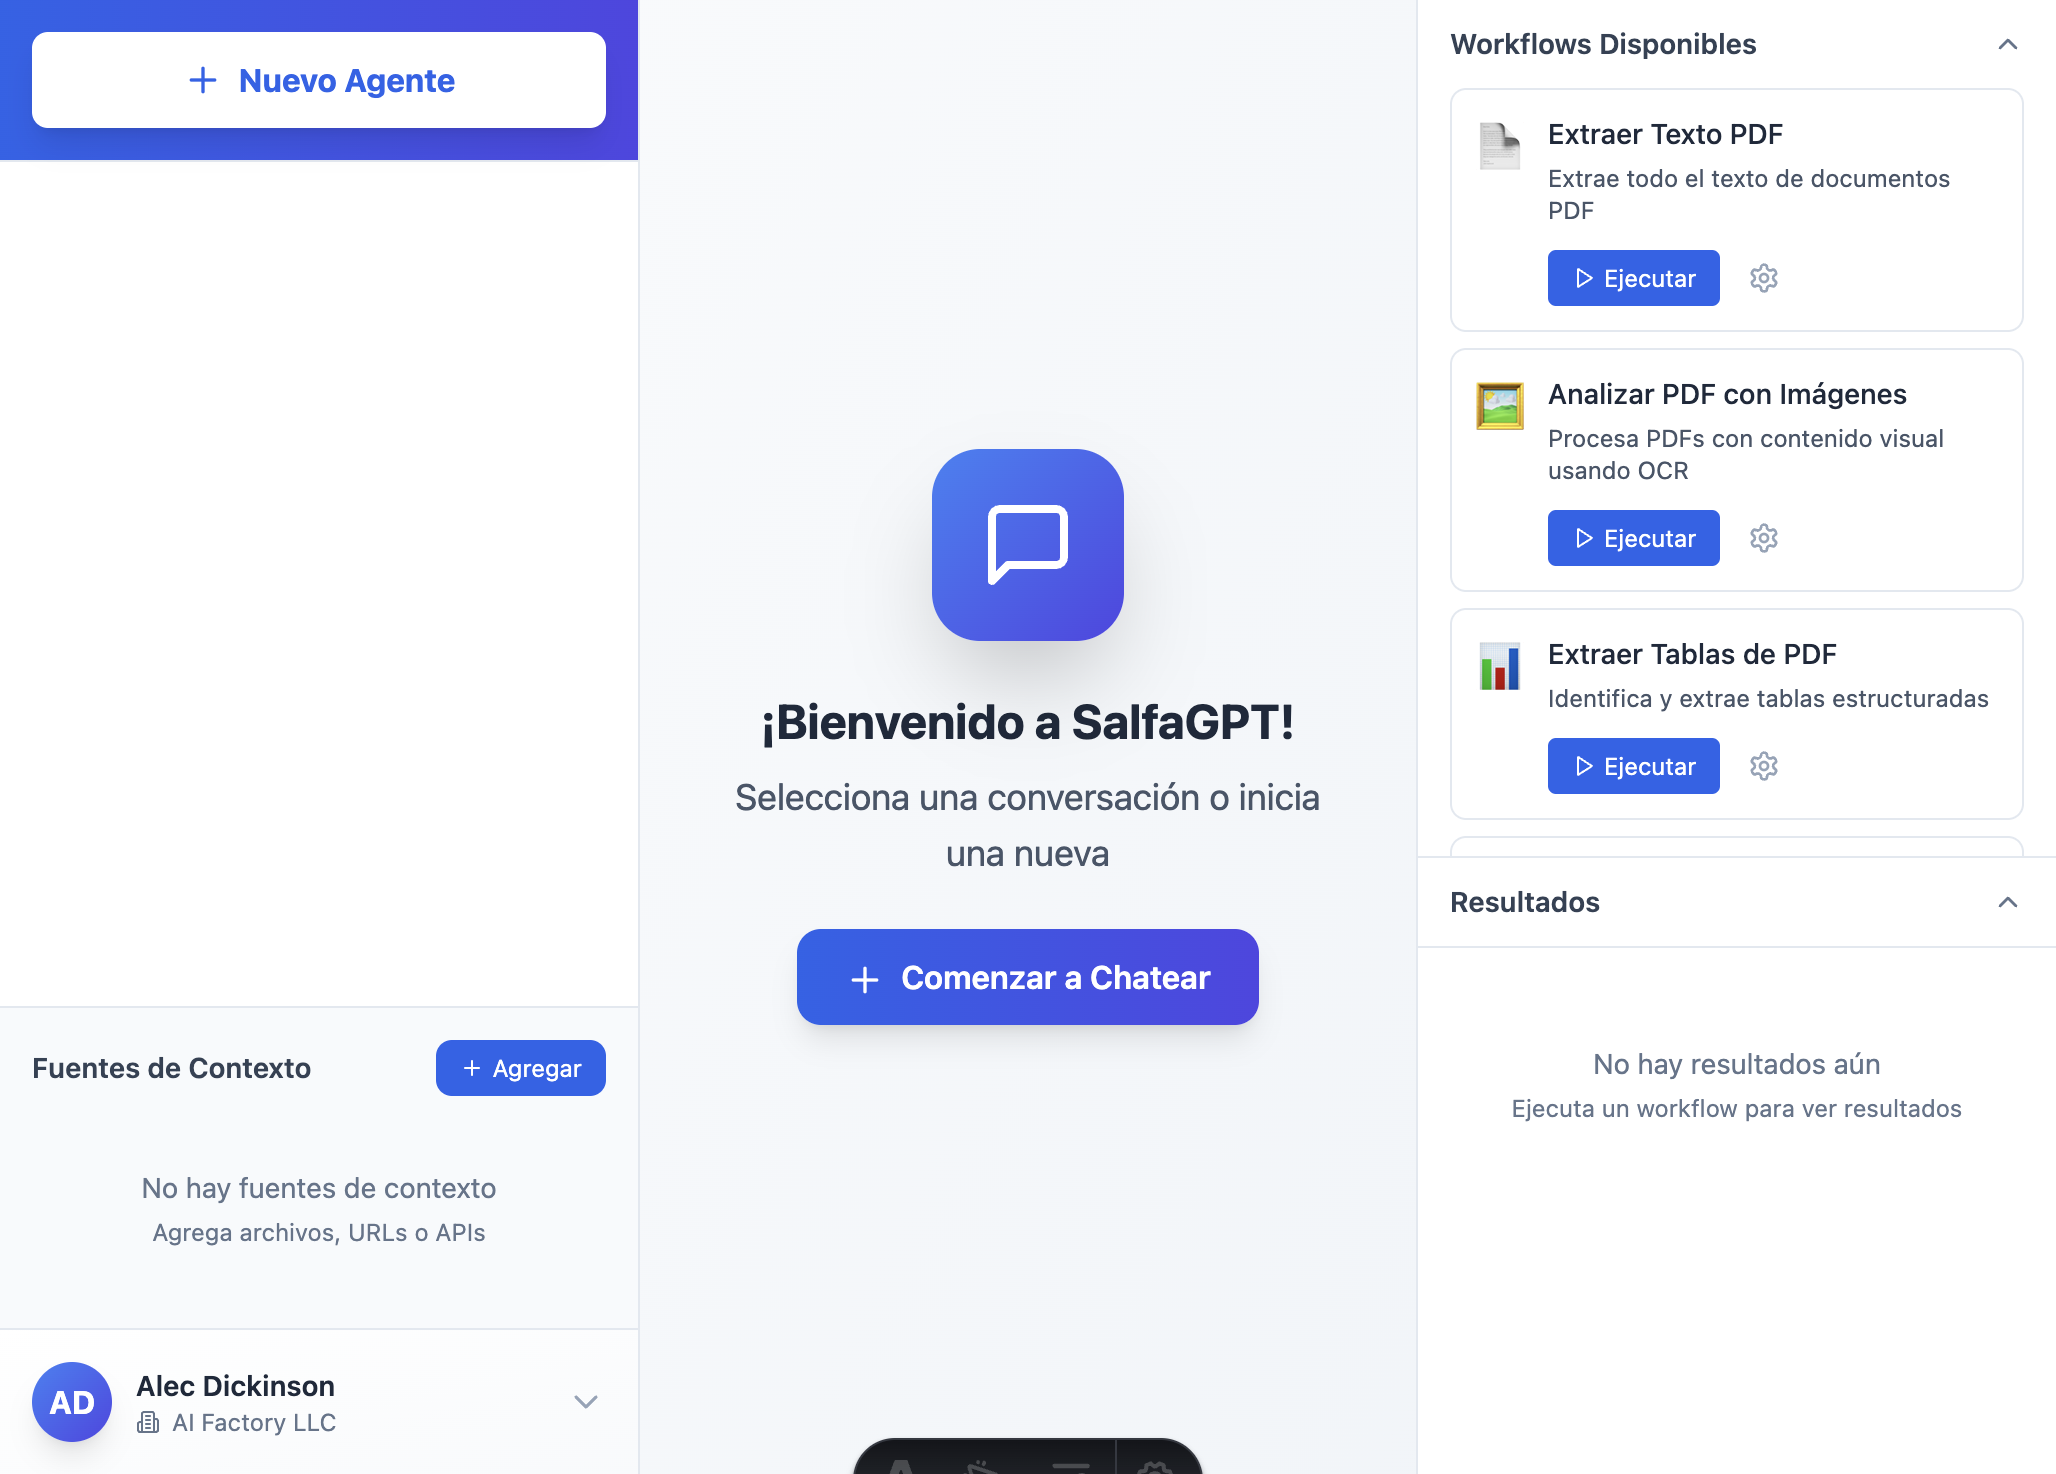 Nuevo Agente
Fuentes de Contexto
Agregar
No hay fuentes de contexto
Agrega archivos, URLs o APIs
AD
Alec Dickinson
AI Factory LLC
¡Bienvenido a SalfaGPT!
Selecciona una conversación o inicia
una nueva
Comenzar a Chatear
Workflows Disponibles
Extraer Texto PDF
Extrae todo el texto de documentos
PDF
Ejecutar
Analizar PDF con Imágenes
Procesa PDFs con contenido visual
usando OCR
Ejecutar
Extraer Tablas de PDF
Identifica y extrae tablas estructuradas
Ejecutar
Resultados
No hay resultados aún
Ejecuta un workflow para ver resultados